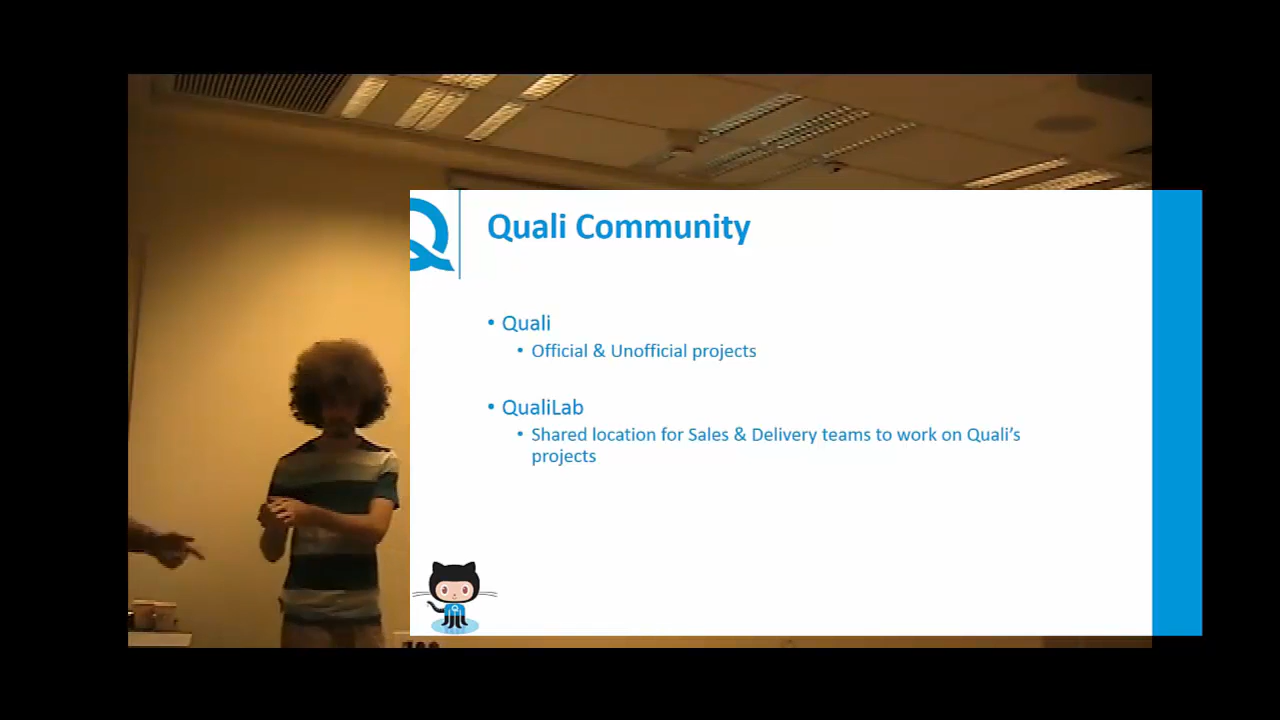 Quali Community
• Quali
• Official & Unofficial projects
• QualiLab
• Shared location for Sales & Delivery teams to work on Quali's
projects